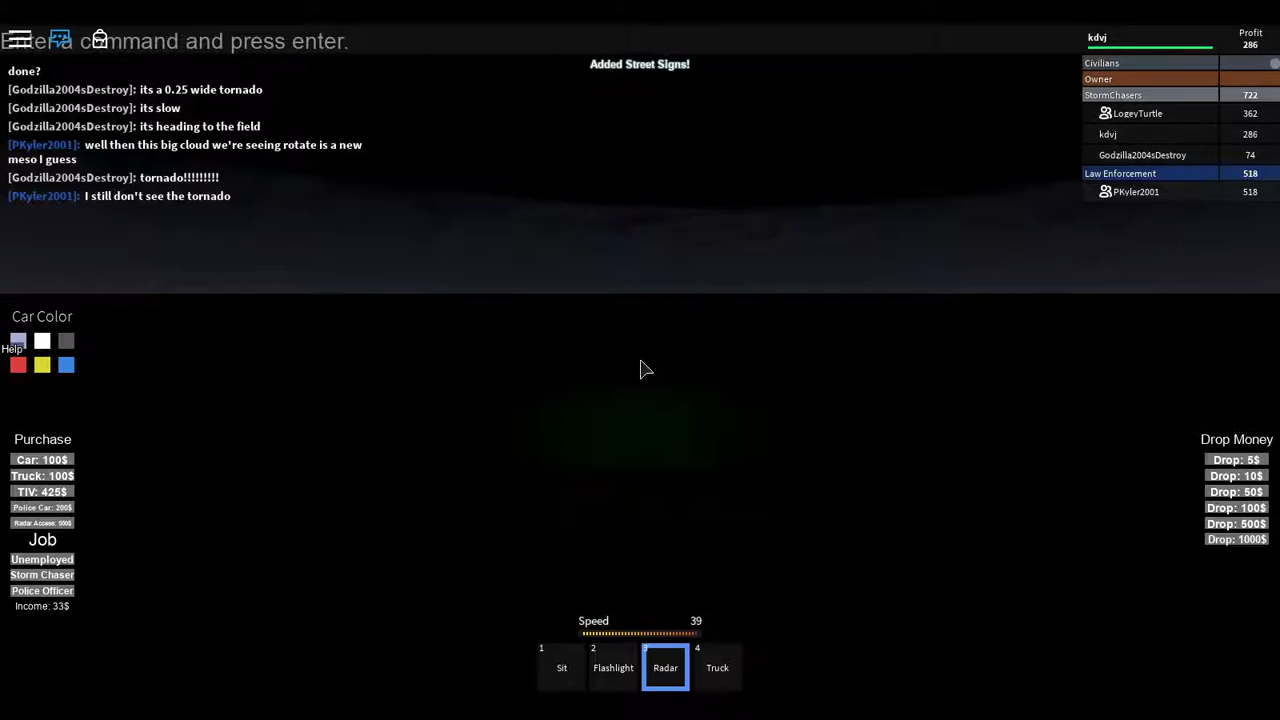 Enter a command and press enter.
kdvj
Profit
286
done?
[Godzilla2004sDestroy]: its a 0.25 wide tornado
[Godzilla2004sDestroy]: its slow
[Godzilla2004sDestroy]: its heading to the field
[PKyler2001]: well then this big cloud we're seeing rotate is a new
meso I guess
[Godzilla2004sDestroy]: tornado!!!!!!!!!
[PKyler2001]: I still don't see the tornado
Added Street Signs!
Civilians
Owner
StormChasers 722
LogeyTurtle 362
kdvj 286
Godzilla2004sDestroy 74
Law Enforcement 518
PKyler2001 518
Car Color
Help
Purchase
Car: 100$
Truck: 100$
TIV: 425$
Police Car: 200$
Radar Access: 500$
Job
Unemployed
Storm Chaser
Police Officer
Income: 33$
Drop Money
Drop: 5$
Drop: 10$
Drop: 50$
Drop: 100$
Drop: 500$
Drop: 1000$
Speed 39
1 Sit
2 Flashlight
3 Radar
4 Truck